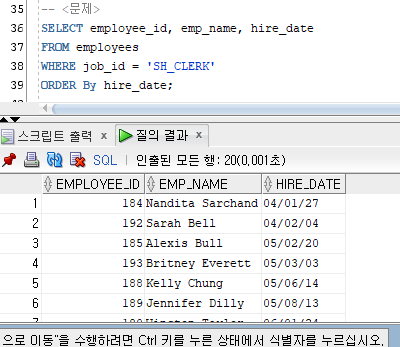 35 -- <문제>
36 SELECT employee_id, emp_name, hire_date
37 FROM employees
38 WHERE job_id = 'SH_CLERK'
39 ORDER By hire_date;
스크립트 출력 × 질의 결과 ×
SQL | 인출된 모든 행: 20(0,001초)
EMPLOYEE_ID EMP_NAME HIRE_DATE
1 184 Nandita Sarchand 04/01/27
2 192 Sarah Bell 04/02/04
3 185 Alexis Bull 05/02/20
4 193 Britney Everett 05/03/03
5 188 Kelly Chung 05/06/14
6 189 Jennifer Dilly 05/08/13
으로 이동"을 수행하려면 Ctrl 키를 누른 상태에서 식별자를 누르십시오,